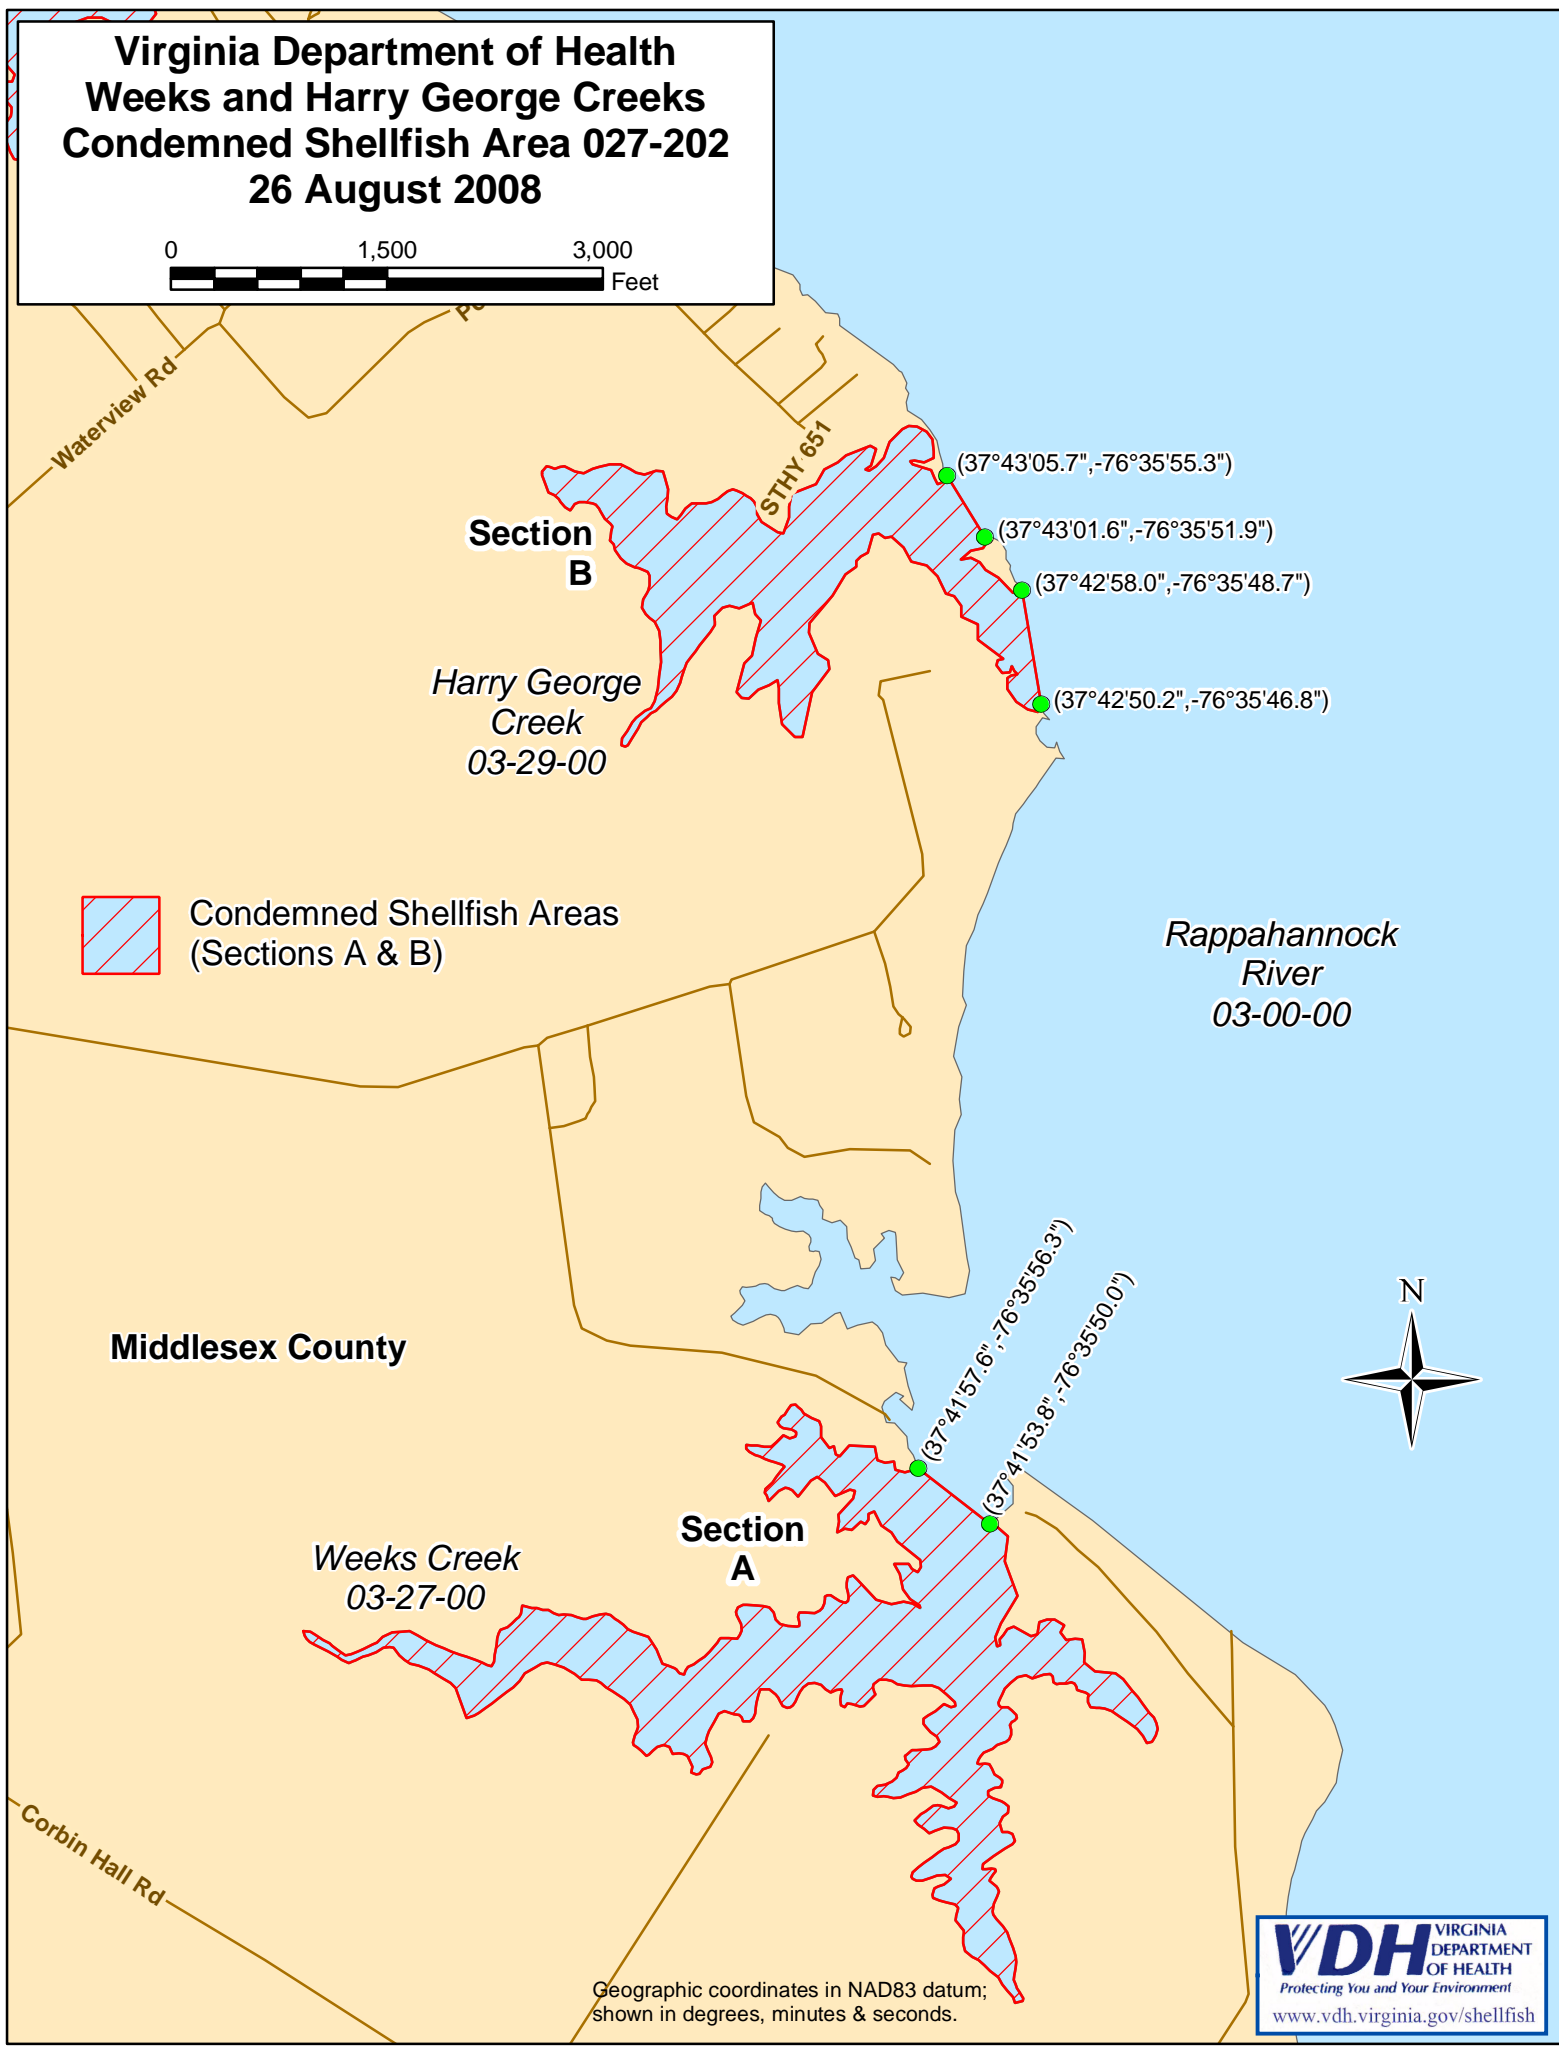 Virginia Department of Health
Weeks and Harry George Creeks
Condemned Shellfish Area 027-202
26 August 2008
0 1,500 3,000
Feet
Waterview Rd
STHY 651
(37°43'05.7",-76°35'55.3")
(37°43'01.6",-76°35'51.9")
(37°42'58.0",-76°35'48.7")
(37°42'50.2",-76°35'46.8")
Section
B
Harry George
Creek
03-29-00
Condemned Shellfish Areas
(Sections A & B)
Rappahannock
River
03-00-00
(37°41'57.6",-76°35'56.3")
(37°41'53.8",-76°35'50.0")
N
Middlesex County
Section
A
Weeks Creek
03-27-00
Corbin Hall Rd
Geographic coordinates in NAD83 datum;
shown in degrees, minutes & seconds.
VDH
VIRGINIA
DEPARTMENT
OF HEALTH
Protecting You and Your Environment
www.vdh.virginia.gov/shellfish